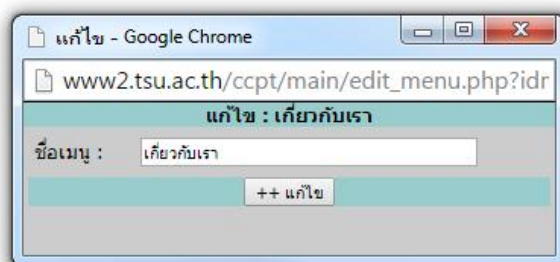 แก้ไข - Google Chrome
www2.tsu.ac.th/ccpt/main/edit_menu.php?idr
แก้ไข : เกี่ยวกับเรา
ชื่อเมนู : เกี่ยวกับเรา
++ แก้ไข